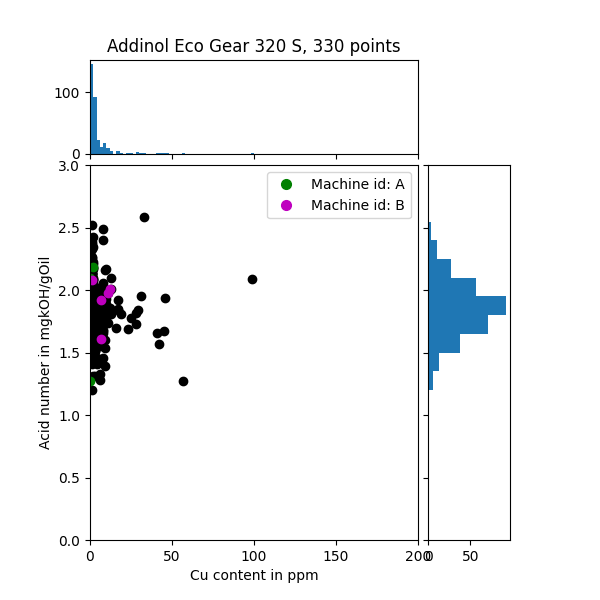 Addinol Eco Gear 320 S, 330 points
100
0
3.0
2.5
2.0
1.5
1.0
0.5
0.0
Acid number in mgkOH/gOil
Machine id: A
Machine id: B
0 50 100 150 200
Cu content in ppm
0 50